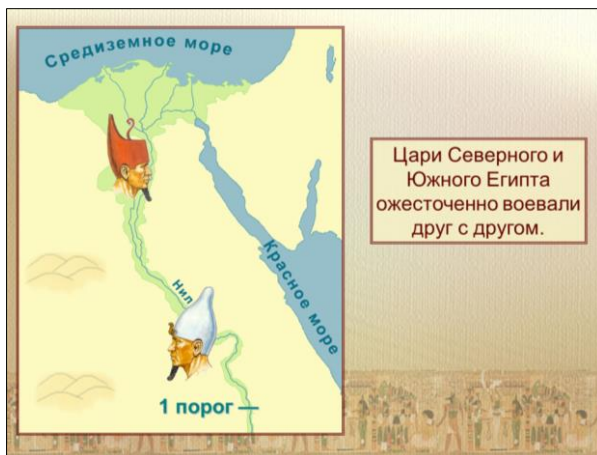 Средиземное море
Цари Северного и
Южного Египта
ожесточенно воевали
друг с другом.
Нил
Красное море
1 порог —